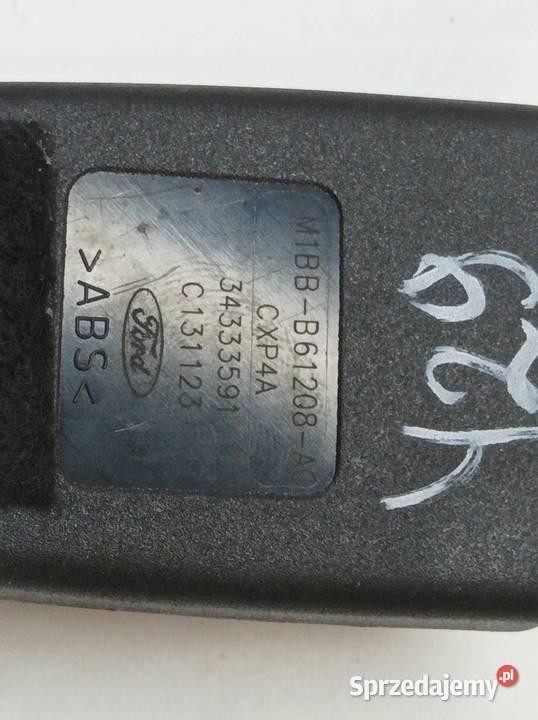 M1BB-B61208-AC
CXP4A
34333591
C131123
Ford
>ABS<
Sprzedajemy.pl